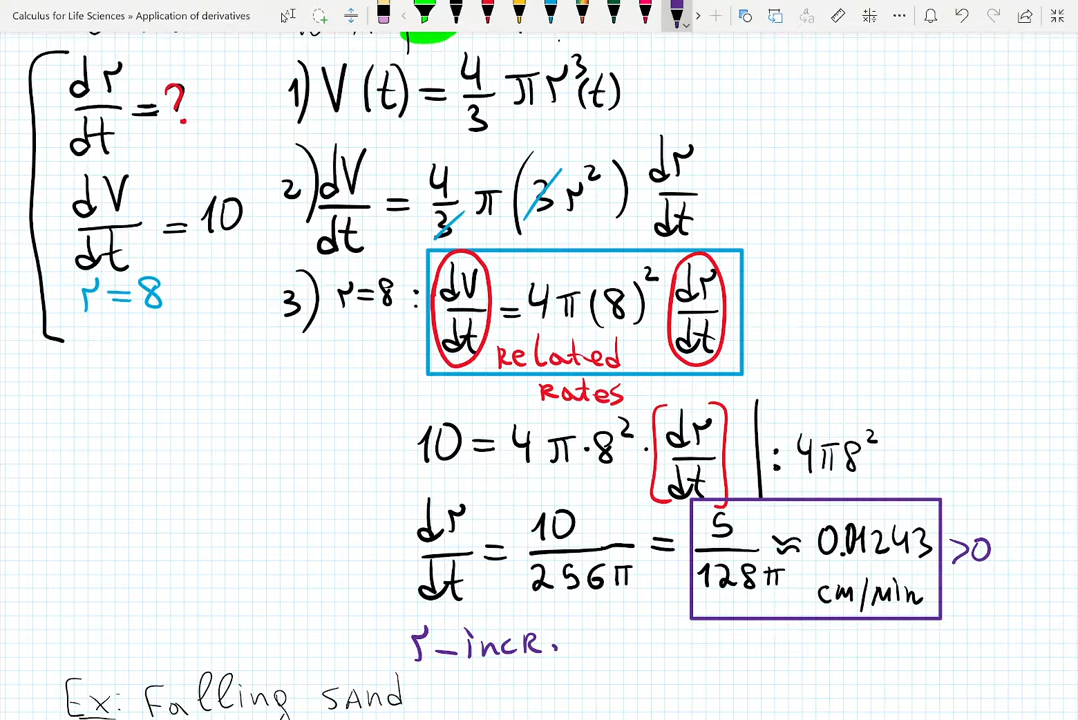 Calculus for Life Sciences » Application of derivatives
dr/dt = ?
dV/dt = 10
r = 8
1) V(t) = 4/3 π r³(t)
2) dV/dt = 4/3 π (3r²) dr/dt
3) r=8 : dV/dt = 4π(8)² dr/dt
Related
Rates
10 = 4π·8²·[dr/dt] | : 4π8²
dr/dt = 10/256π = 5/128π ≈ 0.01243 >0
cm/min
r – incr.
Ex: Falling sand